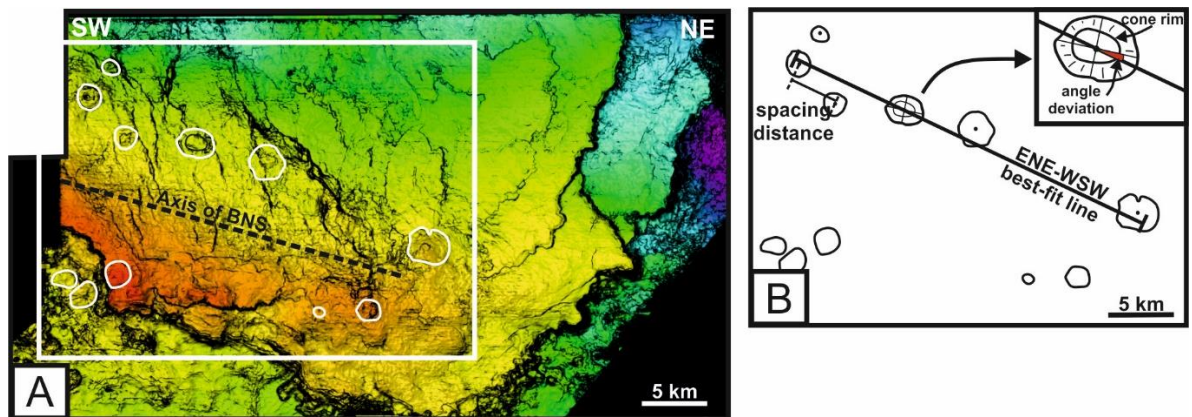 SW
NE
Axis of BNS
5 km
A
cone rim
angle
deviation
spacing
distance
ENE-WSW
best-fit line
B
5 km